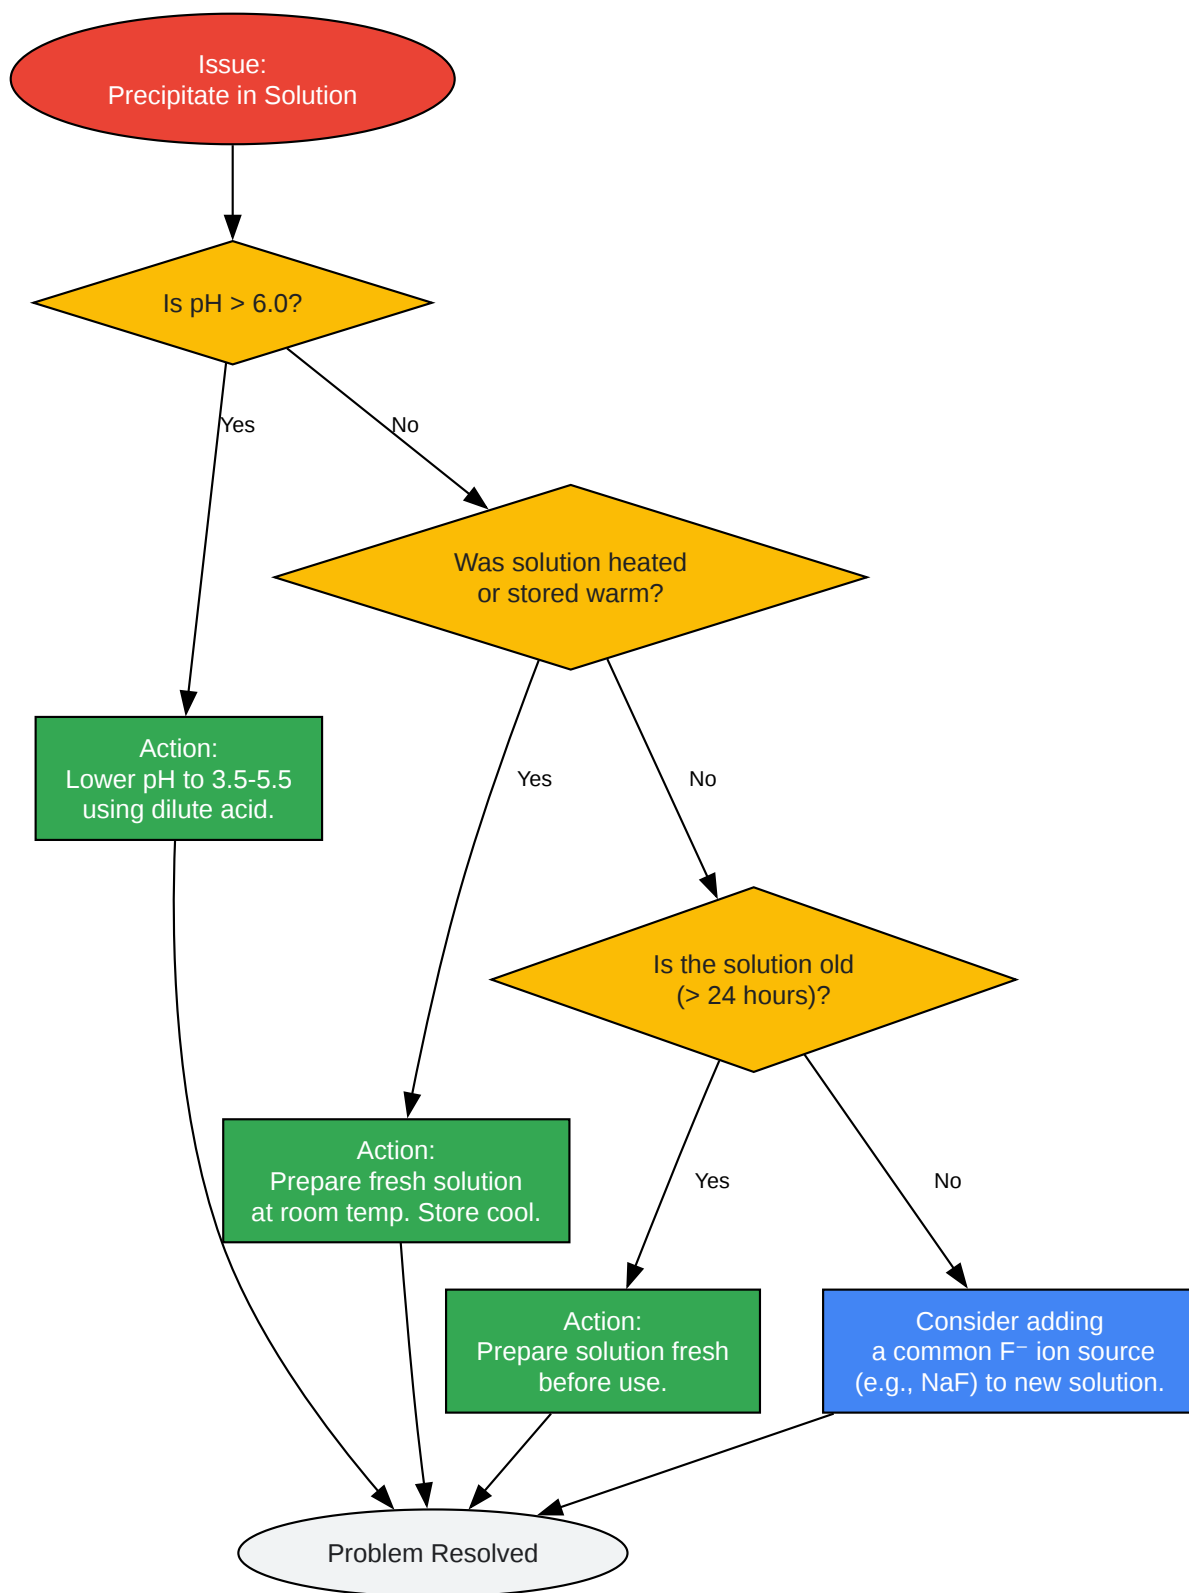 Issue:
Precipitate in Solution
Is pH > 6.0?
Yes
No
Was solution heated
or stored warm?
Action:
Lower pH to 3.5-5.5
using dilute acid.
Yes
No
Is the solution old
(> 24 hours)?
Action:
Prepare fresh solution
at room temp. Store cool.
Yes
No
Action:
Prepare solution fresh
before use.
Consider adding
a common F⁻ ion source
(e.g., NaF) to new solution.
Problem Resolved